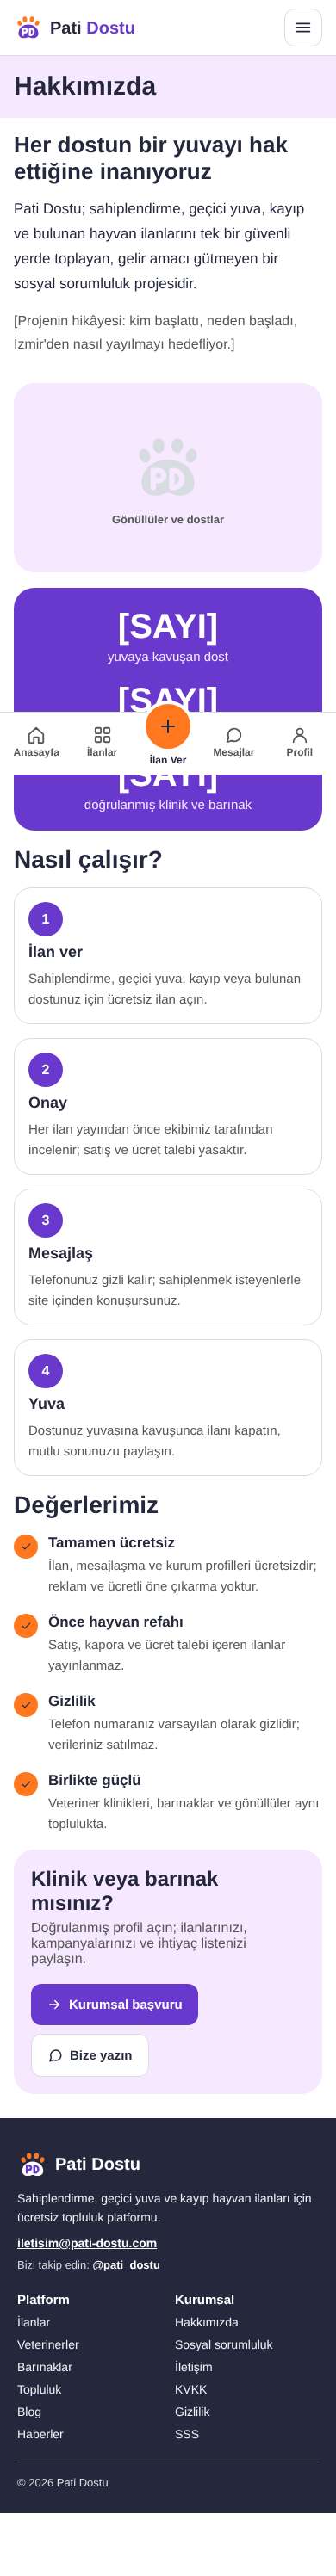 Pati Dostu
Hakkımızda
Her dostun bir yuvayı hak
ettiğine inanıyoruz
Pati Dostu; sahiplendirme, geçici yuva, kayıp
ve bulunan hayvan ilanlarını tek bir güvenli
yerde toplayan, gelir amacı gütmeyen bir
sosyal sorumluluk projesidir.
[Projenin hikâyesi: kim başlattı, neden başladı,
İzmir'den nasıl yayılmayı hedefliyor.]
PD
Gönüllüler ve dostlar
[SAYI]
yuvaya kavuşan dost
[SAYI]
Anasayfa
İlanlar
İlan Ver
Mesajlar
Profil
[SAYI]
doğrulanmış klinik ve barınak
Nasıl çalışır?
1
İlan ver
Sahiplendirme, geçici yuva, kayıp veya bulunan
dostunuz için ücretsiz ilan açın.
2
Onay
Her ilan yayından önce ekibimiz tarafından
incelenir; satış ve ücret talebi yasaktır.
3
Mesajlaş
Telefonunuz gizli kalır; sahiplenmek isteyenlerle
site içinden konuşursunuz.
4
Yuva
Dostunuz yuvasına kavuşunca ilanı kapatın,
mutlu sonunuzu paylaşın.
Değerlerimiz
Tamamen ücretsiz
İlan, mesajlaşma ve kurum profilleri ücretsizdir;
reklam ve ücretli öne çıkarma yoktur.
Önce hayvan refahı
Satış, kapora ve ücret talebi içeren ilanlar
yayınlanmaz.
Gizlilik
Telefon numaranız varsayılan olarak gizlidir;
verileriniz satılmaz.
Birlikte güçlü
Veteriner klinikleri, barınaklar ve gönüllüler aynı
toplulukta.
Klinik veya barınak
mısınız?
Doğrulanmış profil açın; ilanlarınızı,
kampanyalarınızı ve ihtiyaç listenizi
paylaşın.
Kurumsal başvuru
Bize yazın
PD
Pati Dostu
Sahiplendirme, geçici yuva ve kayıp hayvan ilanları için
ücretsiz topluluk platformu.
iletisim@pati-dostu.com
Bizi takip edin: @pati_dostu
Platform
İlanlar
Veterinerler
Barınaklar
Topluluk
Blog
Haberler
Kurumsal
Hakkımızda
Sosyal sorumluluk
İletişim
KVKK
Gizlilik
SSS
© 2026 Pati Dostu